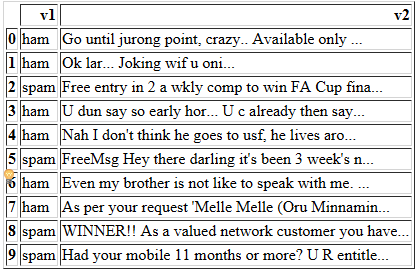 v1 v2
0 ham Go until jurong point, crazy.. Available only ...
1 ham Ok lar... Joking wif u oni...
2 spam Free entry in 2 a wkly comp to win FA Cup fina...
3 ham U dun say so early hor... U c already then say...
4 ham Nah I don't think he goes to usf, he lives aro...
5 spam FreeMsg Hey there darling it's been 3 week's n...
6 ham Even my brother is not like to speak with me. ...
7 ham As per your request 'Melle Melle (Oru Minnamin...
8 spam WINNER!! As a valued network customer you have...
9 spam Had your mobile 11 months or more? U R entitle...